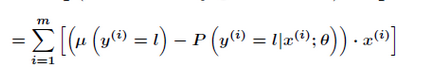 = \sum_{i=1}^{m} \left[ \left( \mu \left( y^{(i)} = l \right) - P \left( y^{(i)} = l | x^{(i)}; \theta \right) \right) \cdot x^{(i)} \right]